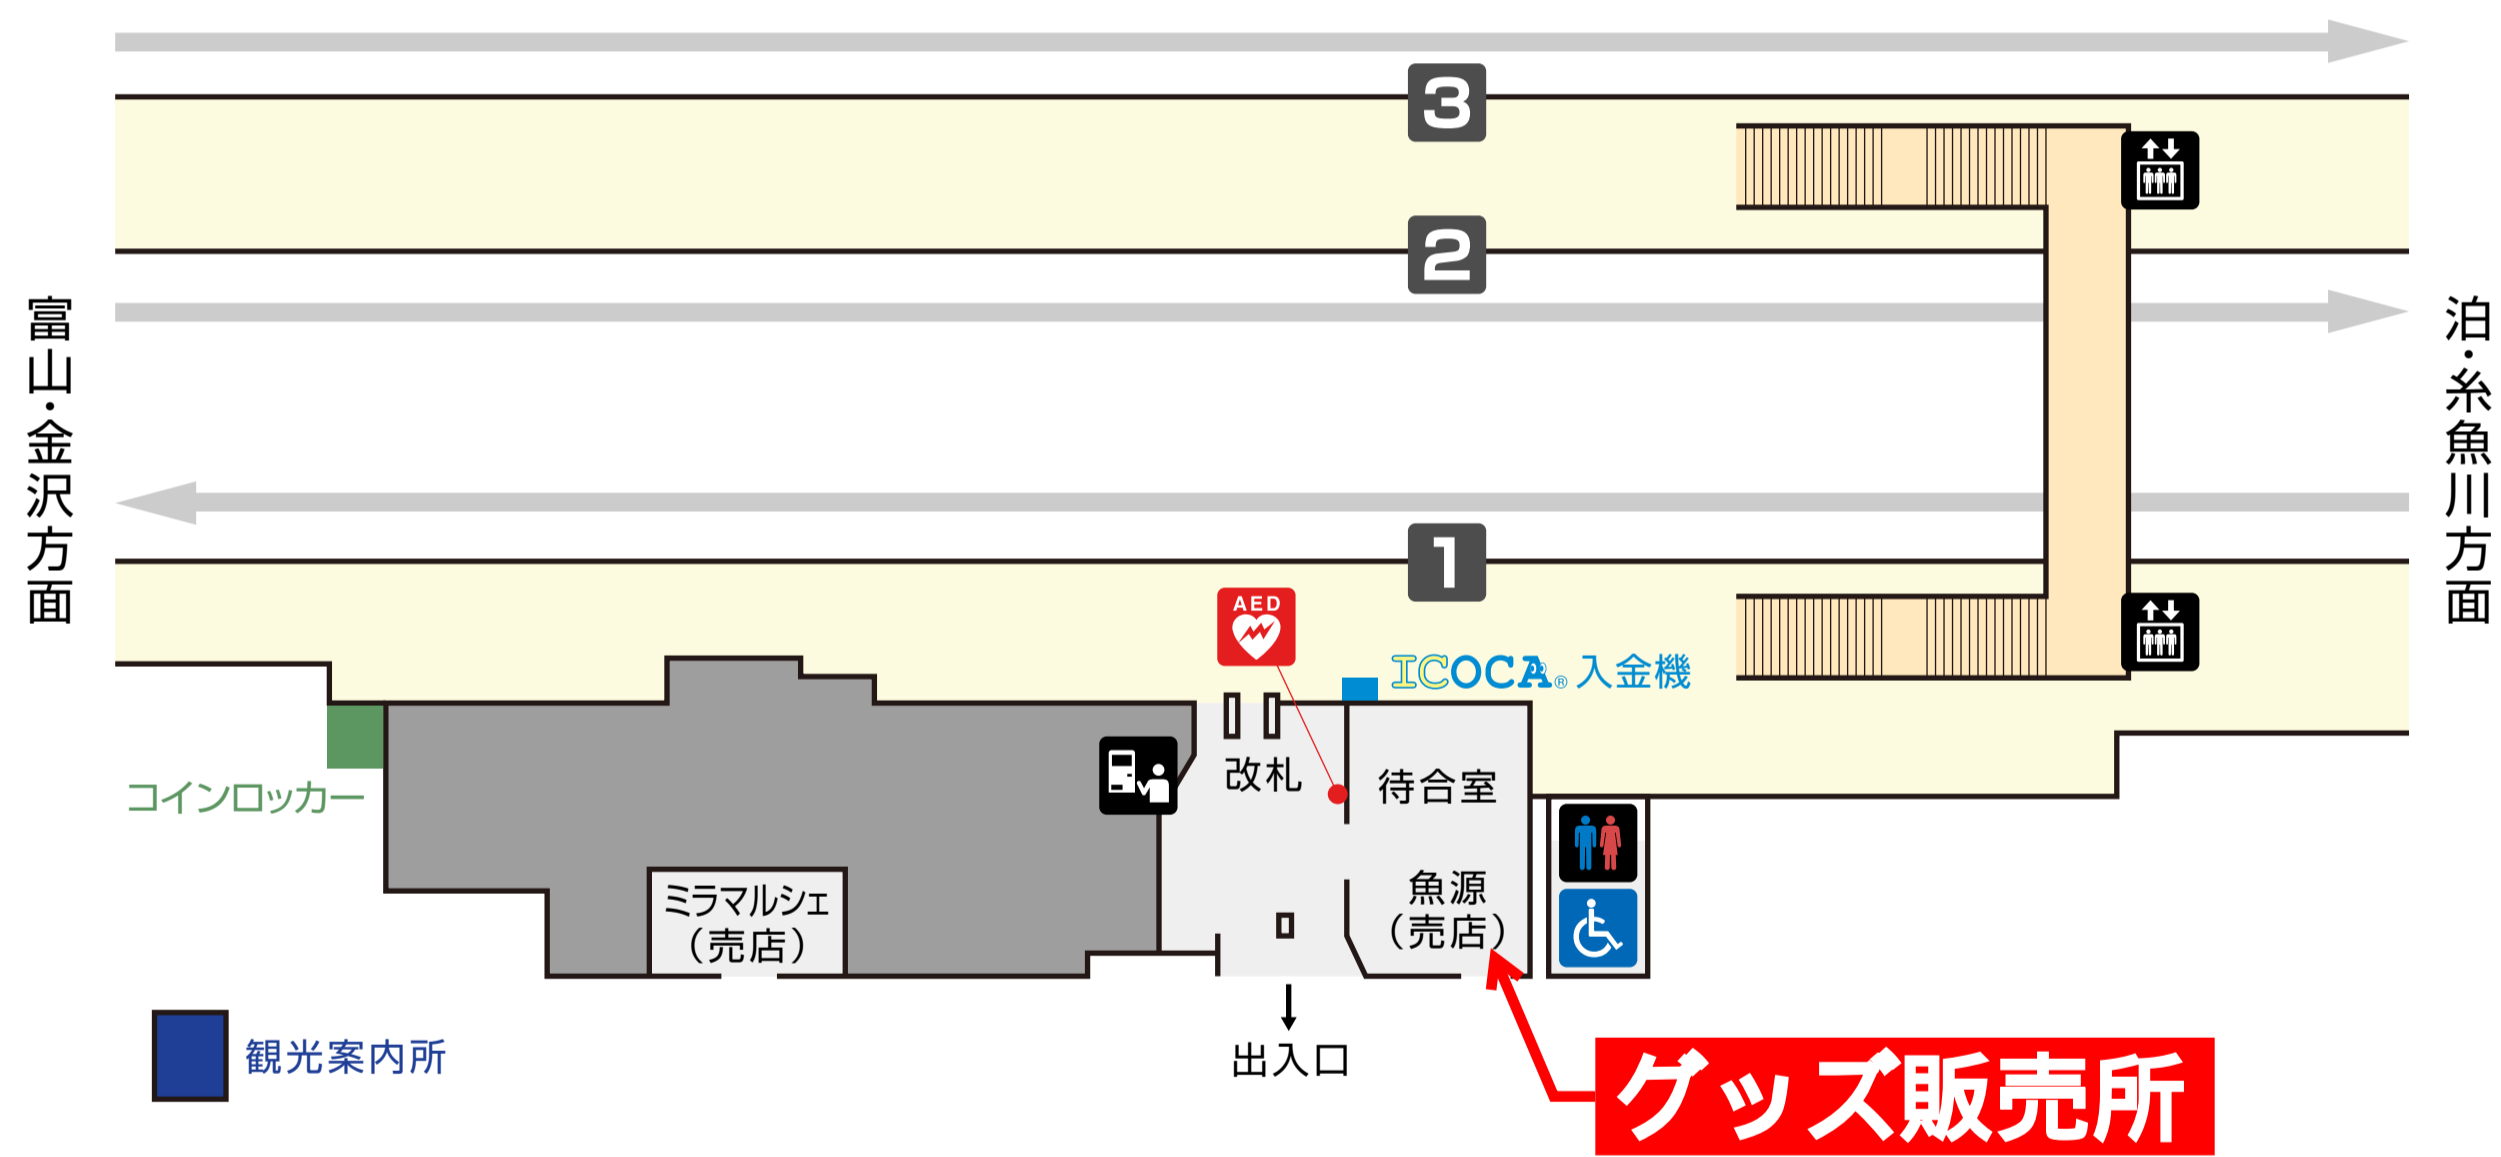 3
2
富山・金沢方面
泊・糸魚川方面
1
AED
ICOCA® 入金機
改札
待合室
コインロッカー
ミラマルシェ
（売店）
魚源
（売店）
出入口
観光案内所
グッズ販売所